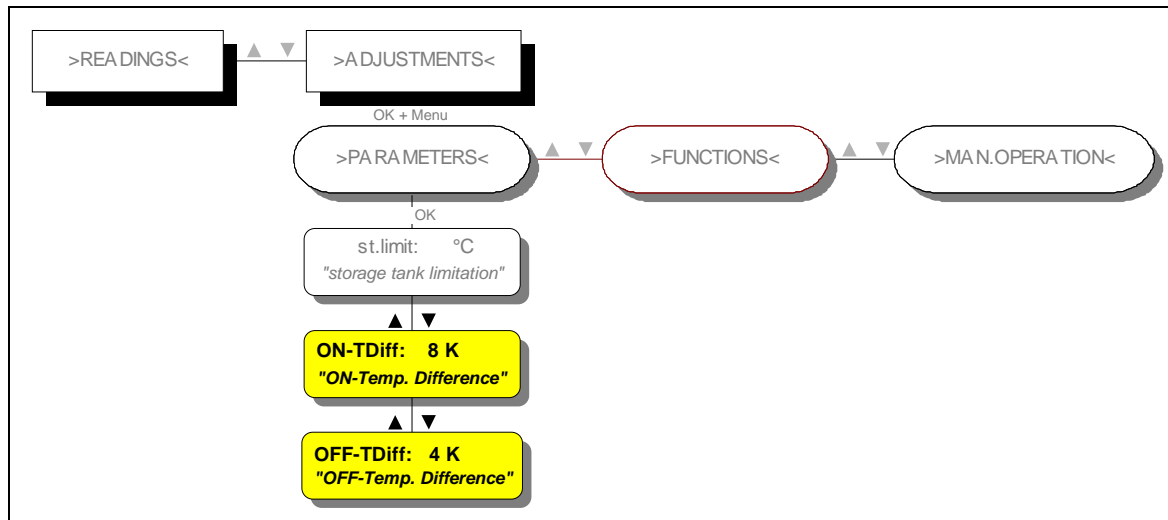 >READINGS< ▲ ▼ >ADJUSTMENTS<
OK + Menu
>PARAMETERS< ▲ ▼ >FUNCTIONS< ▲ ▼ >MAN.OPERATION<
OK
st.limit: °C
"storage tank limitation"
▲ ▼
ON-TDiff: 8 K
"ON-Temp. Difference"
▲ ▼
OFF-TDiff: 4 K
"OFF-Temp. Difference"